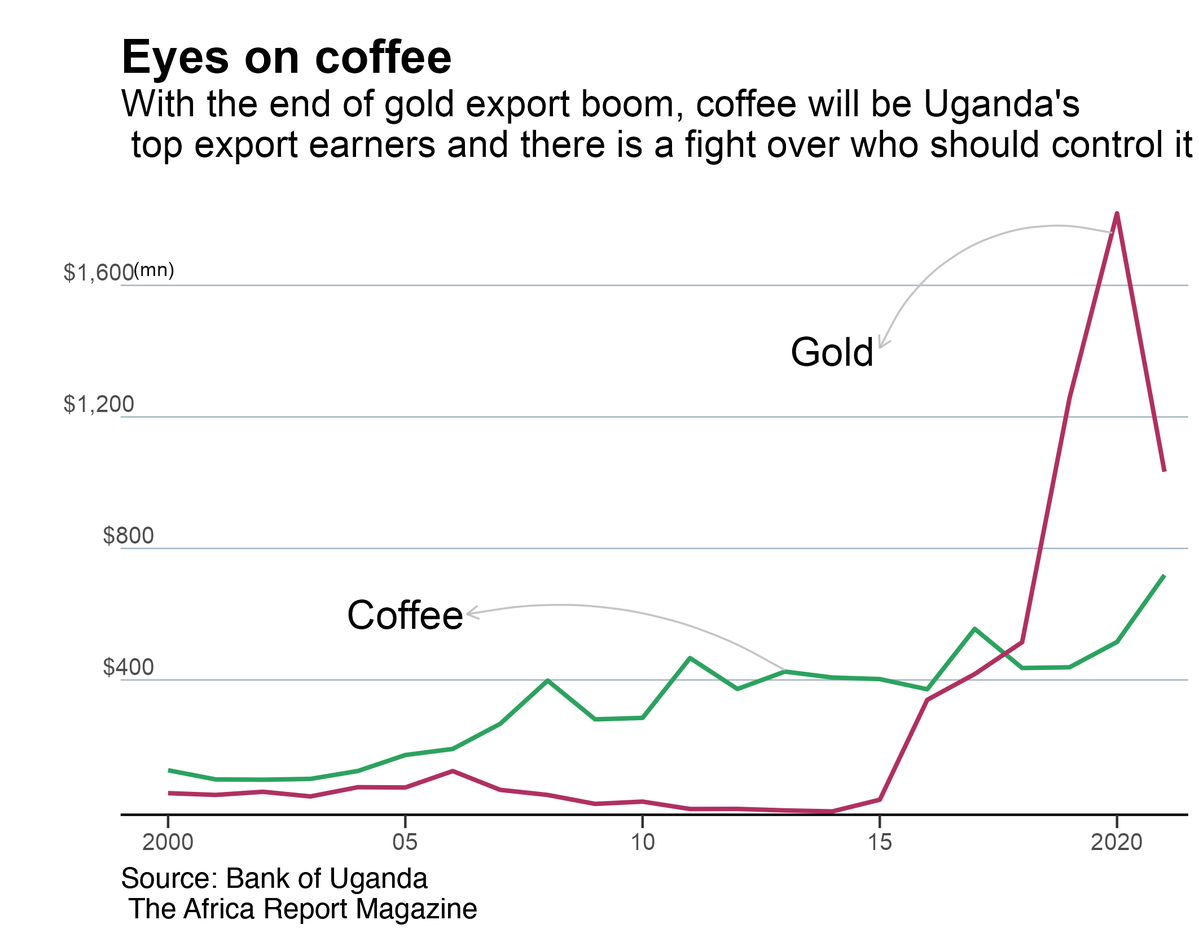 Eyes on coffee
With the end of gold export boom, coffee will be Uganda's
top export earners and there is a fight over who should control it
$1,600(mn)
Gold
$1,200
$800
Coffee
$400
2000 05 10 15 2020
Source: Bank of Uganda
The Africa Report Magazine